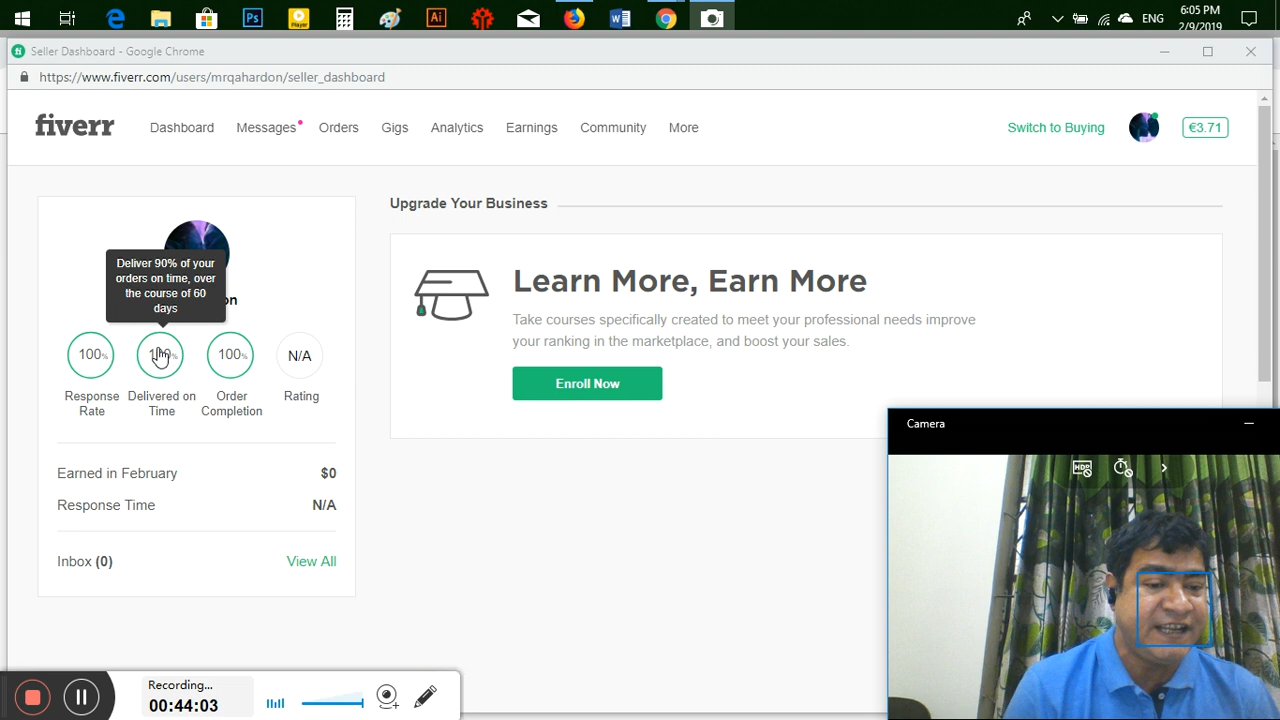 Ps
Player
Ai
ENG
6:05 PM
2/9/2019
Seller Dashboard - Google Chrome
https://www.fiverr.com/users/mrqahardon/seller_dashboard
fiverr
Dashboard
Messages
Orders
Gigs
Analytics
Earnings
Community
More
Switch to Buying
€3.71
Deliver 90% of your
orders on time, over
the course of 60
days
on
100%
100%
N/A
Response
Rate
Delivered on
Time
Order
Completion
Rating
Earned in February
$0
Response Time
N/A
Inbox (0)
View All
Upgrade Your Business
Learn More, Earn More
Take courses specifically created to meet your professional needs improve
your ranking in the marketplace, and boost your sales.
Enroll Now
Camera
HDR
Recording...
00:44:03